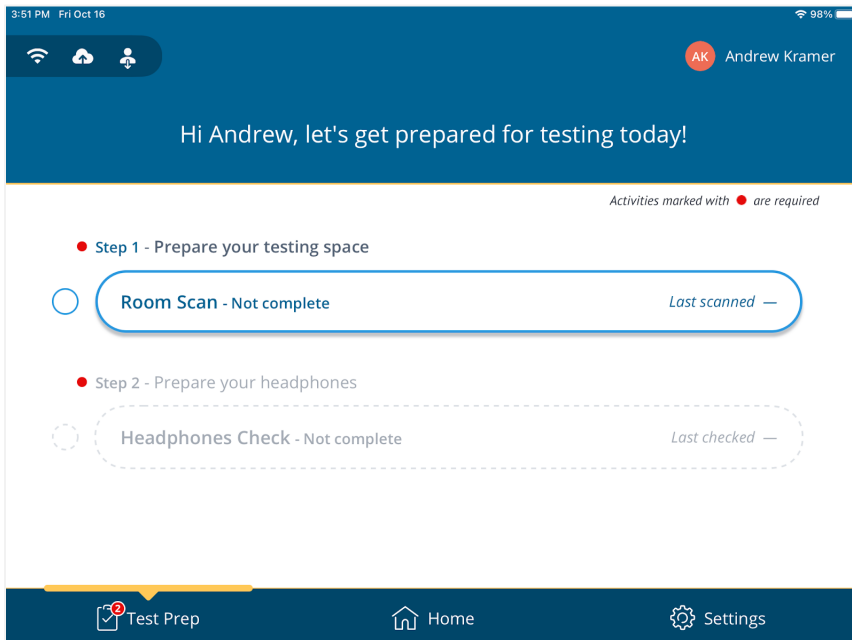 3:51 PM Fri Oct 16 98%
AK Andrew Kramer
Hi Andrew, let's get prepared for testing today!
Activities marked with ● are required
Step 1 - Prepare your testing space
Room Scan - Not complete Last scanned —
Step 2 - Prepare your headphones
Headphones Check - Not complete Last checked —
2 Test Prep Home Settings